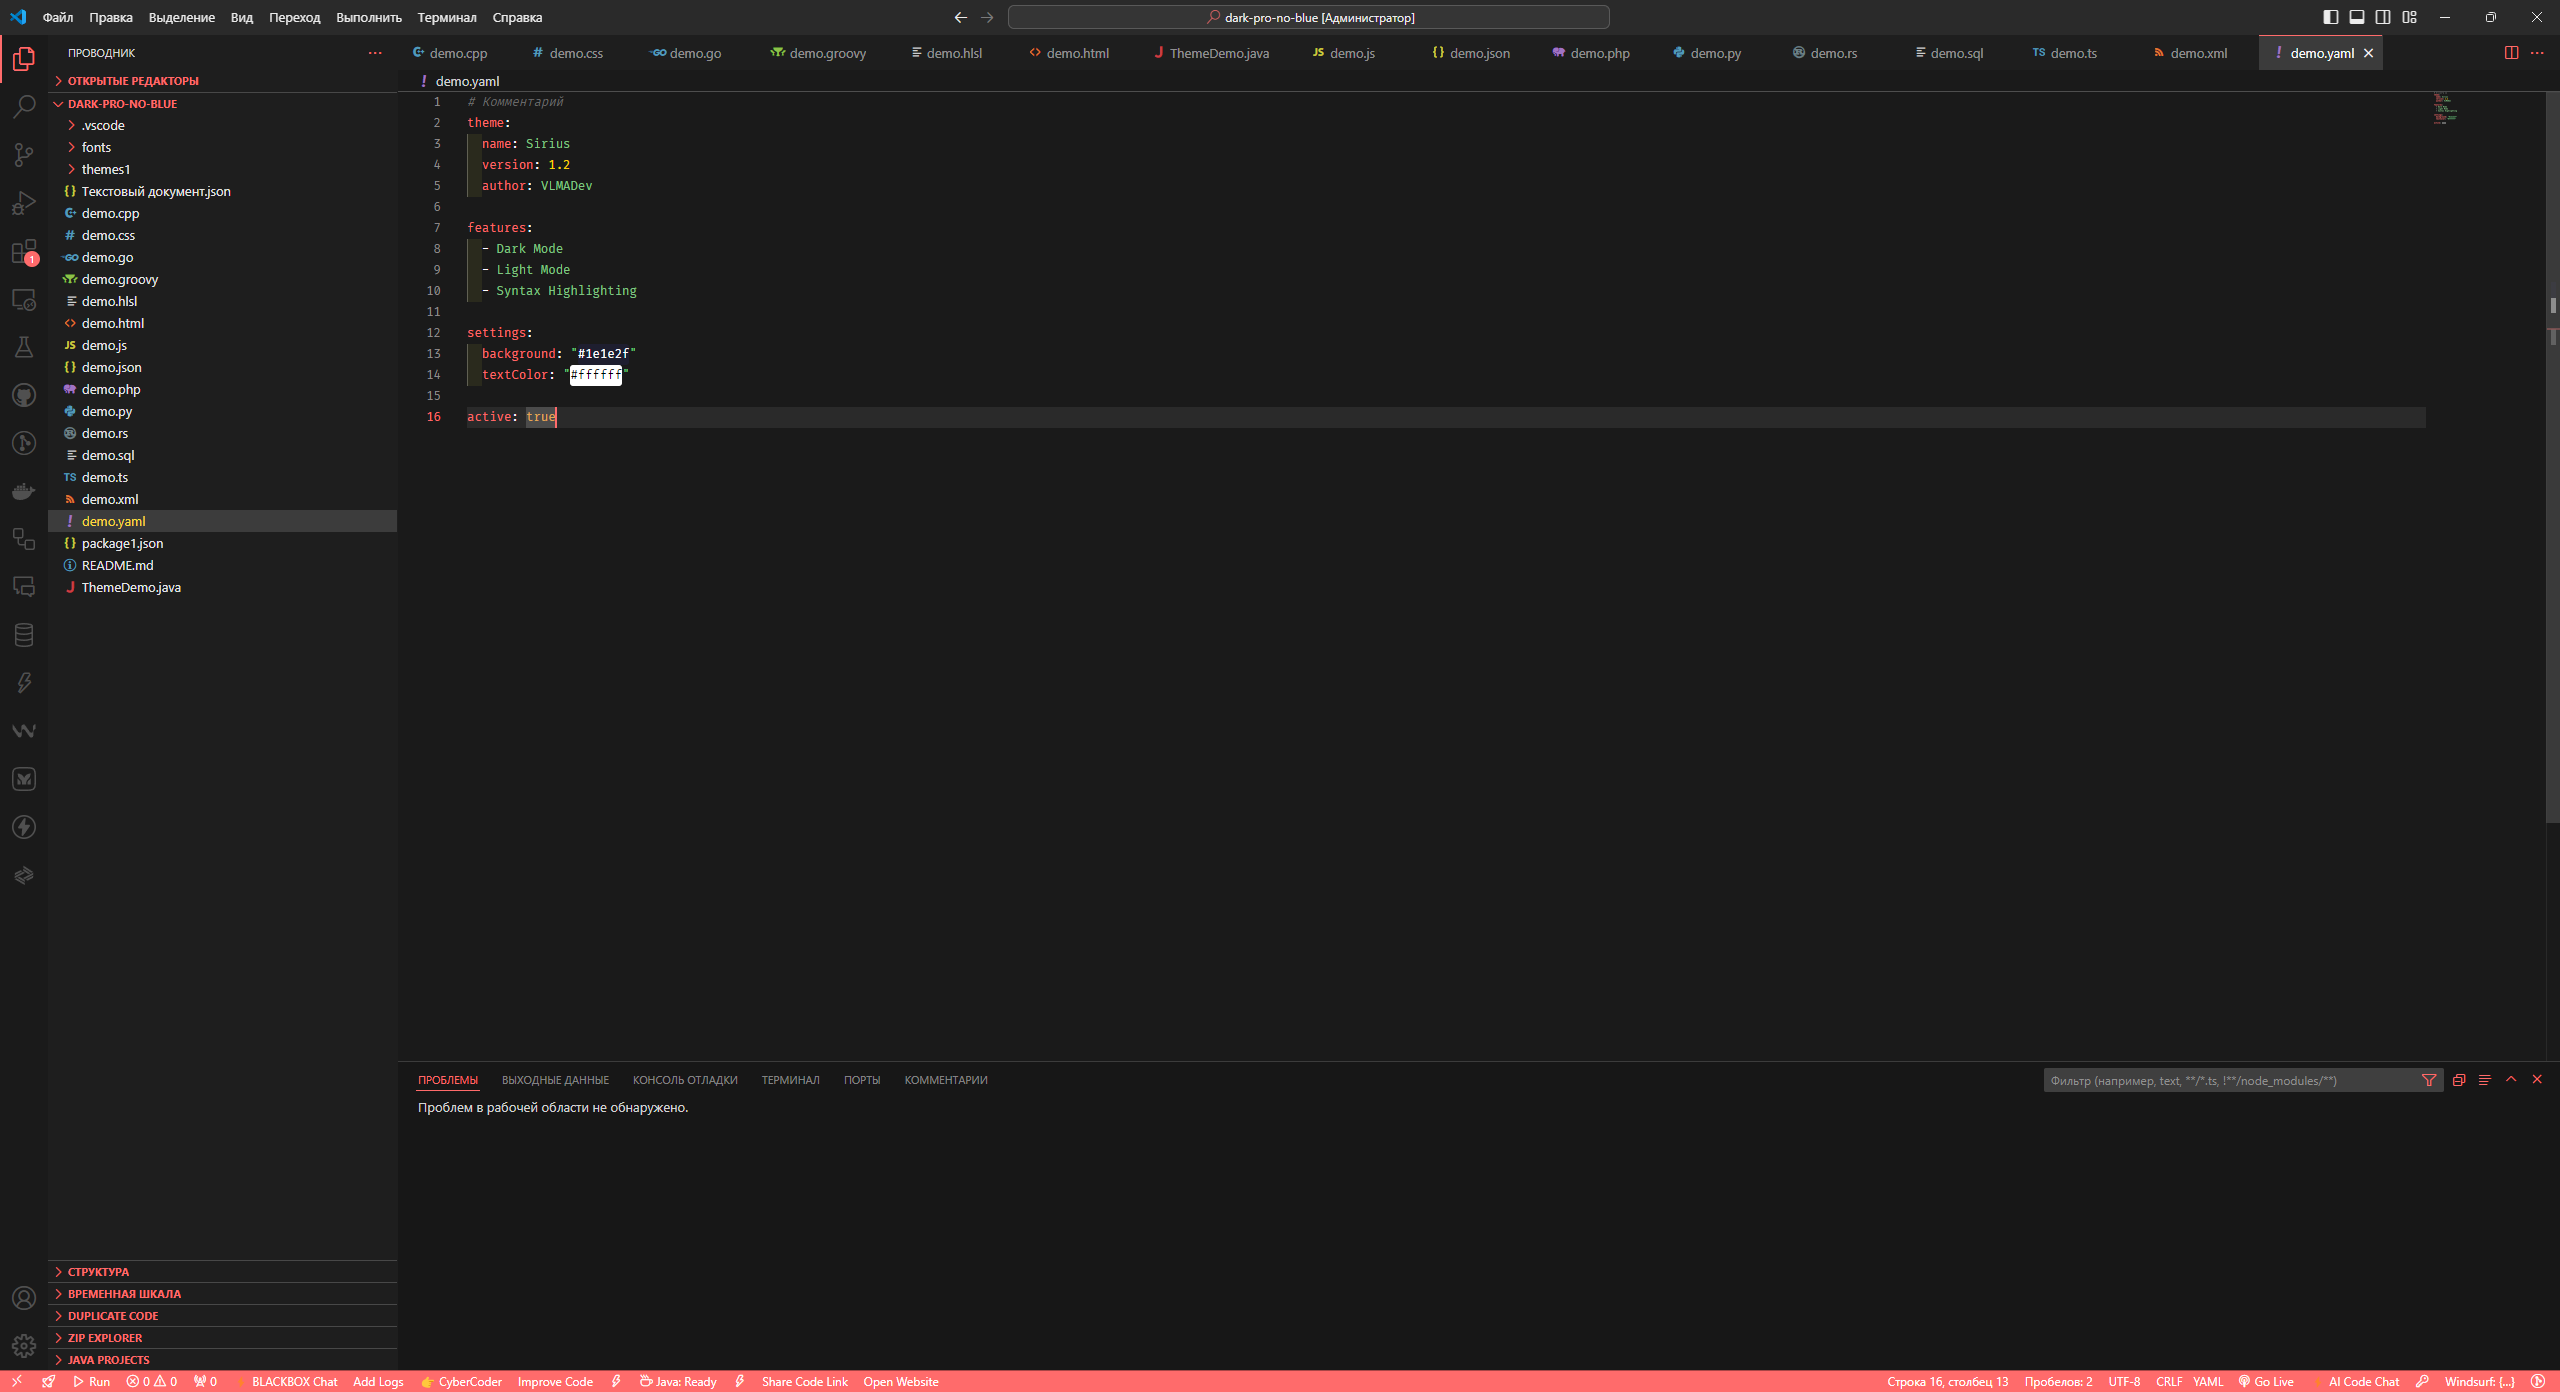 Файл Правка Выделение Вид Переход Выполнить Терминал Справка
dark-pro-no-blue [Администратор]
ПРОВОДНИК
ОТКРЫТЫЕ РЕДАКТОРЫ
DARK-PRO-NO-BLUE
.vscode
fonts
themes1
{} Текстовый документ.json
demo.cpp
# demo.css
GO demo.go
demo.groovy
demo.hlsl
<> demo.html
JS demo.js
{} demo.json
demo.php
demo.py
demo.rs
demo.sql
TS demo.ts
demo.xml
! demo.yaml
{} package1.json
README.md
J ThemeDemo.java
1
СТРУКТУРА
ВРЕМЕННАЯ ШКАЛА
DUPLICATE CODE
ZIP EXPLORER
JAVA PROJECTS
demo.cpp # demo.css GO demo.go demo.groovy demo.hlsl <> demo.html J ThemeDemo.java JS demo.js {} demo.json demo.php demo.py demo.rs demo.sql TS demo.ts demo.xml ! demo.yaml
! demo.yaml
1 # Комментарий
2 theme:
3 name: Sirius
4 version: 1.2
5 author: VLMADev
6
7 features:
8 - Dark Mode
9 - Light Mode
10 - Syntax Highlighting
11
12 settings:
13 background: "#1e1e2f"
14 textColor: "#ffffff"
15
16 active: true
ПРОБЛЕМЫ ВЫХОДНЫЕ ДАННЫЕ КОНСОЛЬ ОТЛАДКИ ТЕРМИНАЛ ПОРТЫ КОММЕНТАРИИ
Фильтр (например, text, **/*.ts, !**/node_modules/**)
Проблем в рабочей области не обнаружено.
Run 0 0 0 BLACKBOX Chat Add Logs CyberCoder Improve Code Java: Ready Share Code Link Open Website
Строка 16, столбец 13 Пробелов: 2 UTF-8 CRLF YAML Go Live AI Code Chat Windsurf: {...}